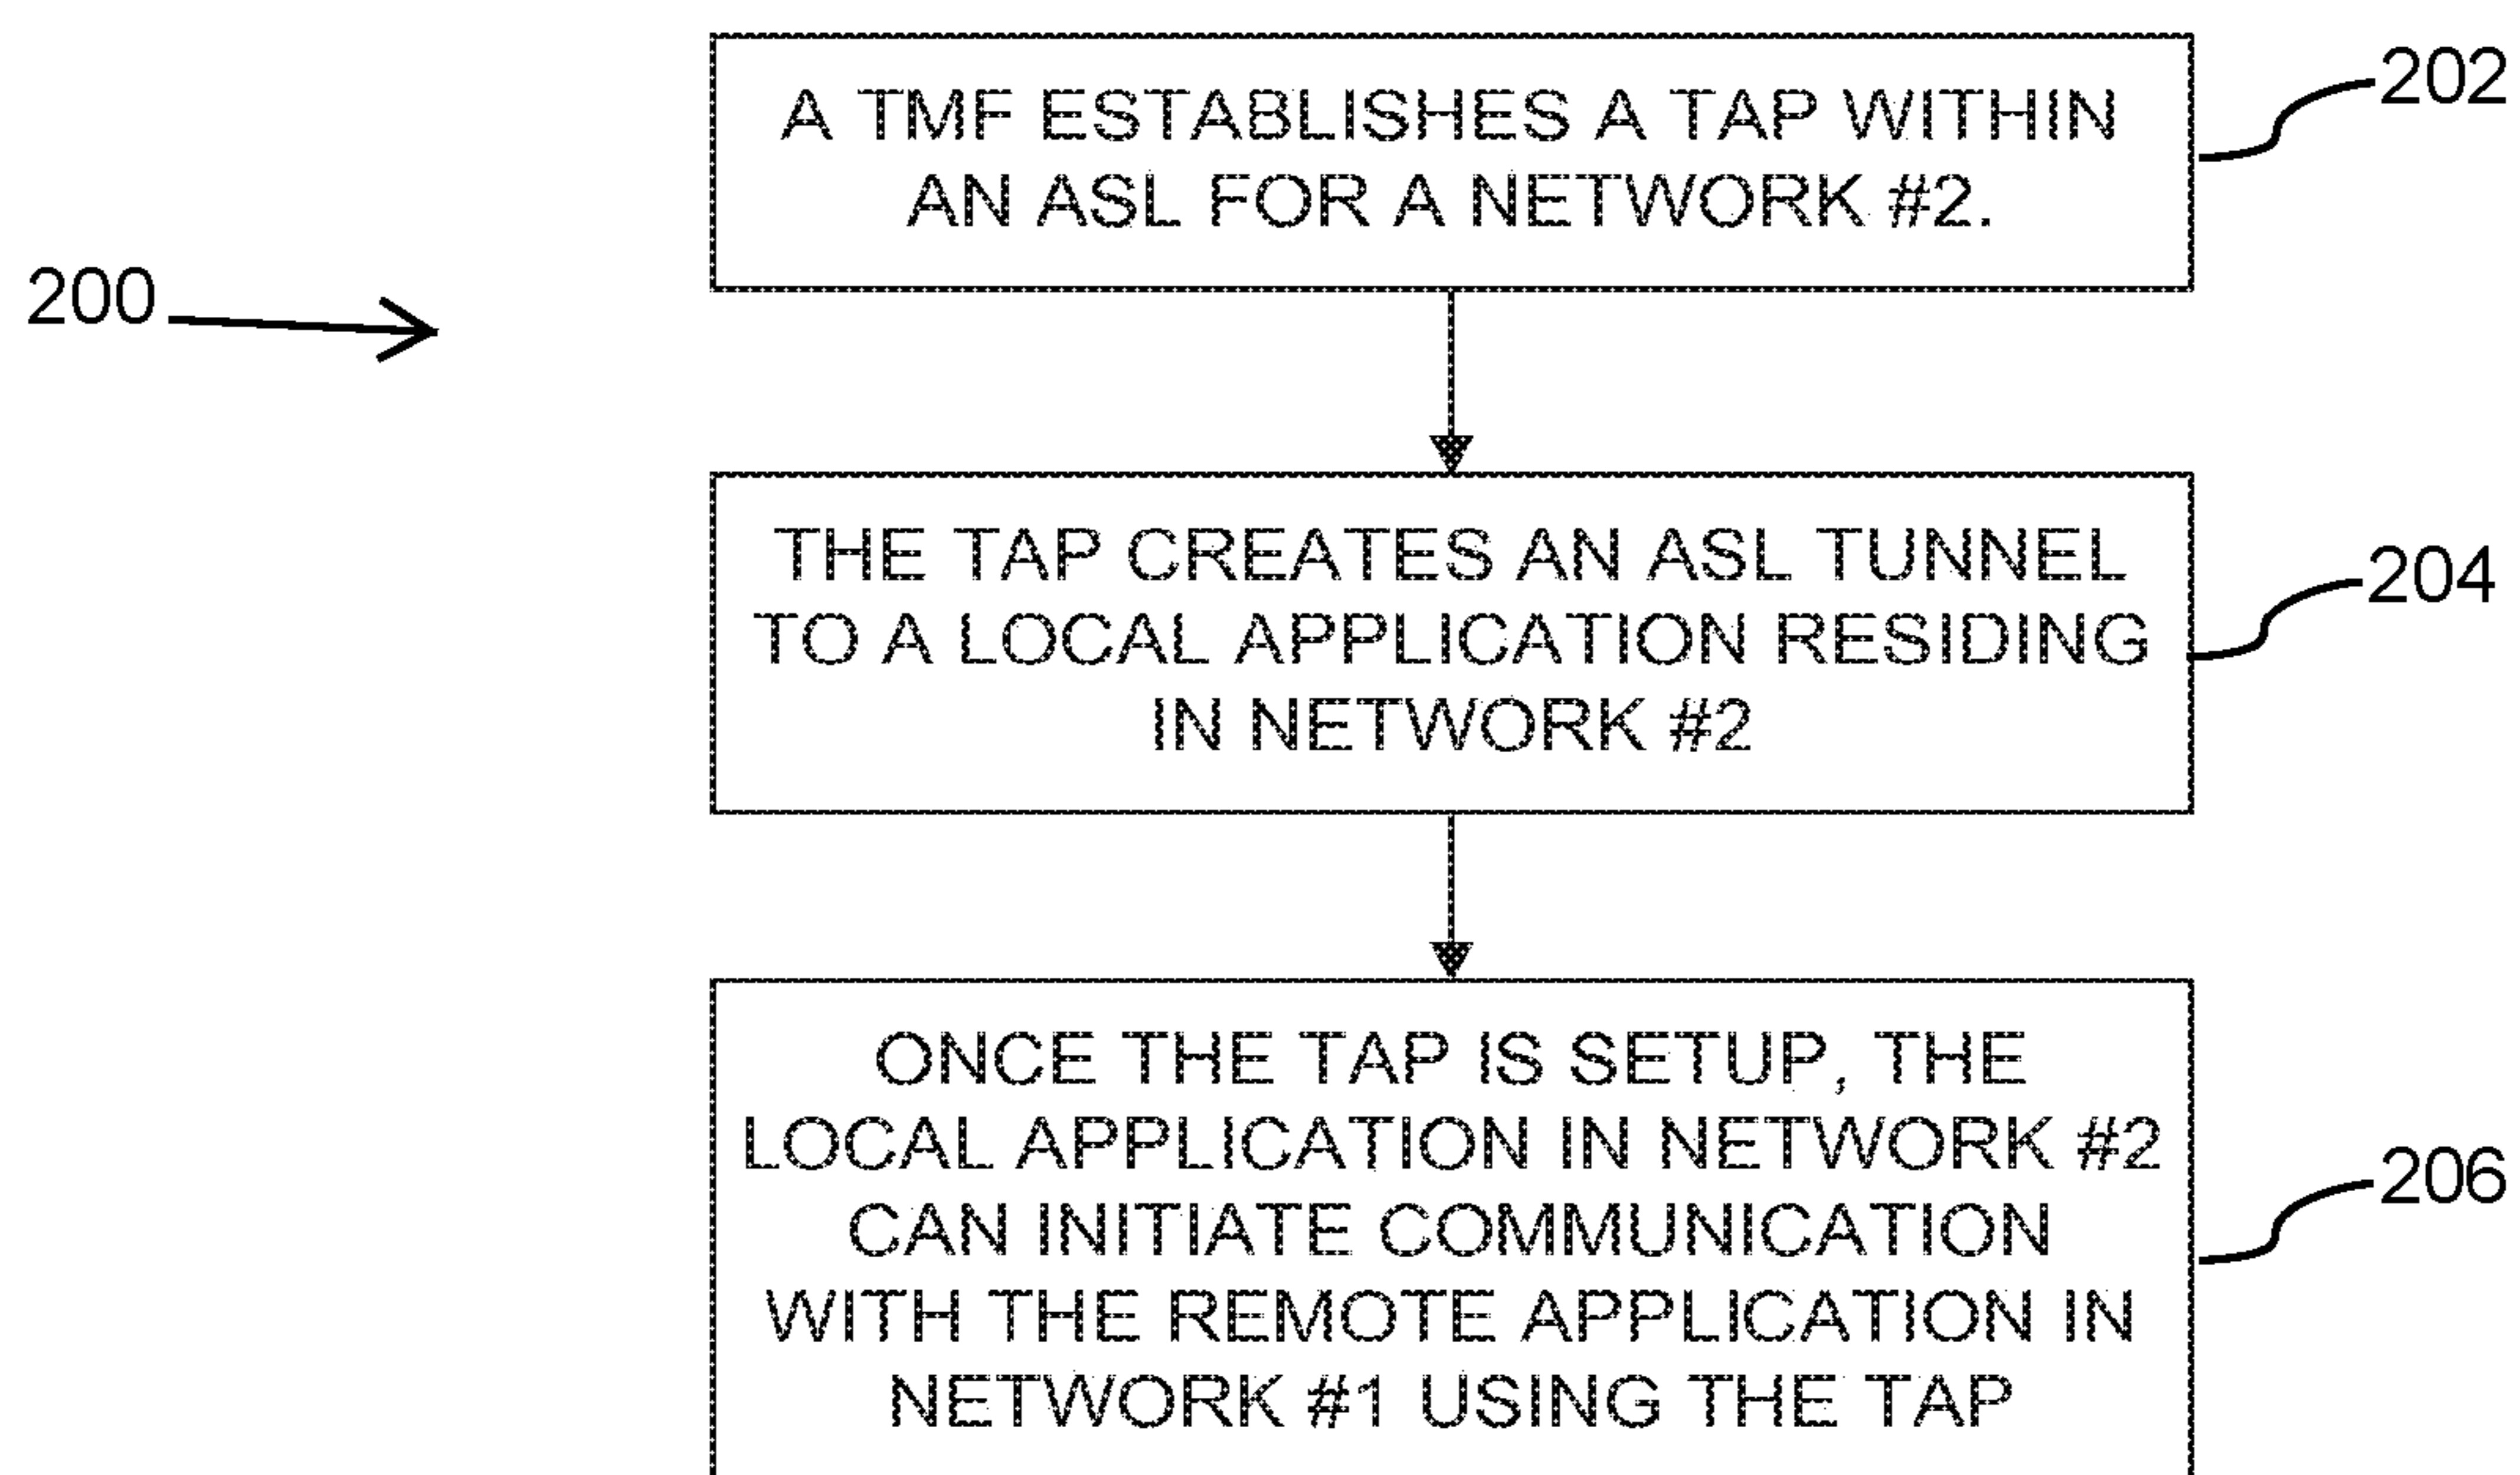 A TMF ESTABLISHES A TAP WITHIN
AN ASL FOR A NETWORK #2.
202
200
THE TAP CREATES AN ASL TUNNEL
TO A LOCAL APPLICATION RESIDING
IN NETWORK #2
204
ONCE THE TAP IS SETUP, THE
LOCAL APPLICATION IN NETWORK #2
CAN INITIATE COMMUNICATION
WITH THE REMOTE APPLICATION IN
NETWORK #1 USING THE TAP
206